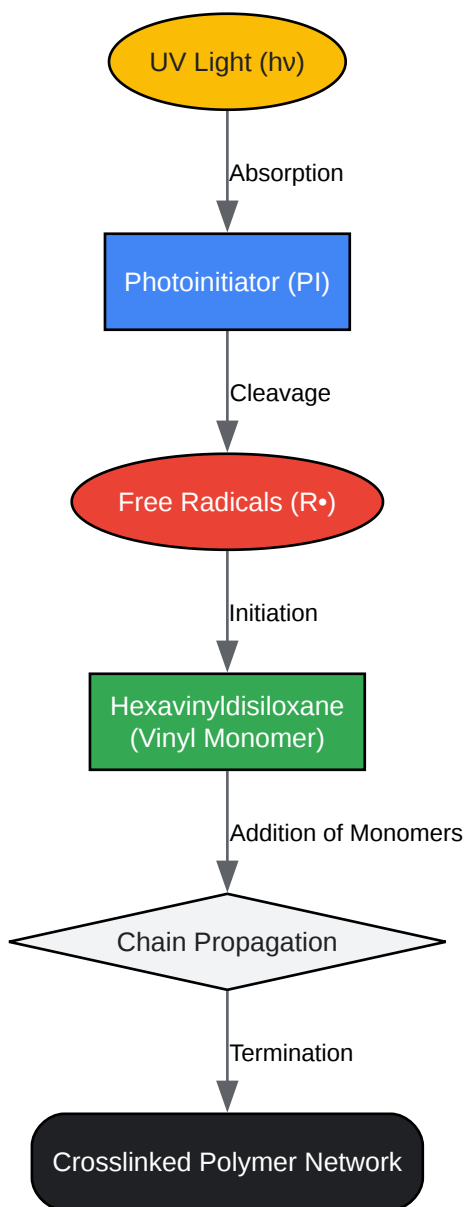 UV Light (hν)
Absorption
Photoinitiator (PI)
Cleavage
Free Radicals (R•)
Initiation
Hexavinyldisiloxane
(Vinyl Monomer)
Addition of Monomers
Chain Propagation
Termination
Crosslinked Polymer Network